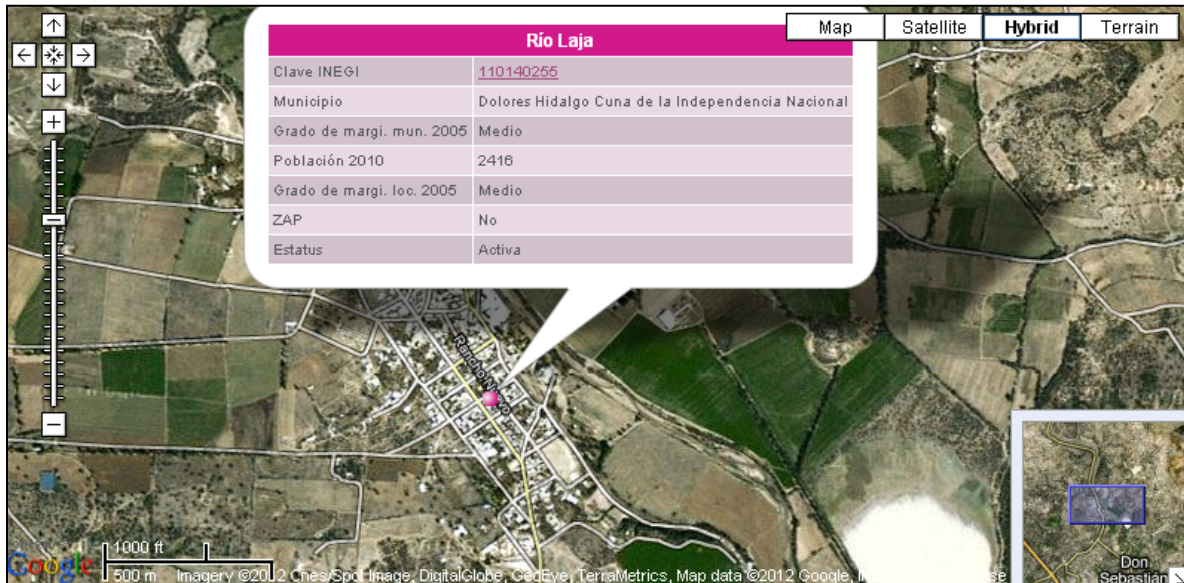 Map Satellite Hybrid Terrain
Río Laja
Clave INEGI 110140255
Municipio Dolores Hidalgo Cuna de la Independencia Nacional
Grado de margi. mun. 2005 Medio
Población 2010 2416
Grado de margi. loc. 2005 Medio
ZAP No
Estatus Activa
Rancho Nuevo
1000 ft
500 m
Google
Imagery ©2012 Cnes/Spot Image, DigitalGlobe, GeoEye, TerraMetrics, Map data ©2012 Google,
Don
Sebastián